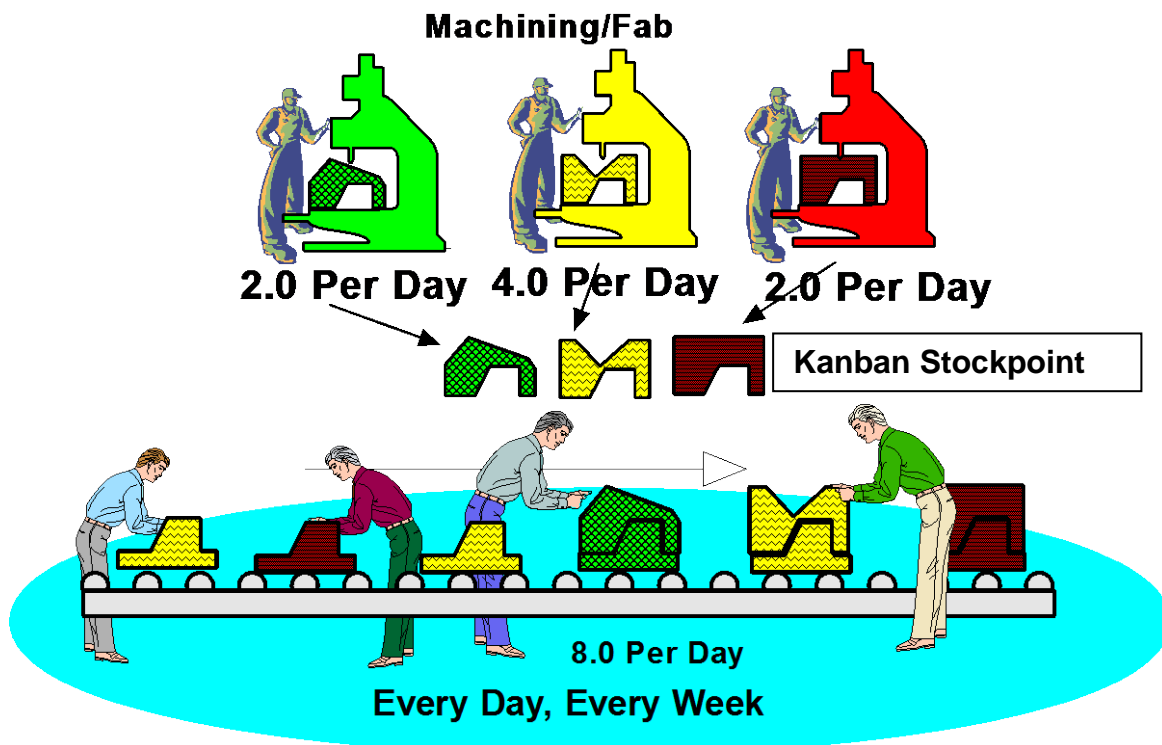 Machining/Fab
2.0 Per Day
4.0 Per Day
2.0 Per Day
Kanban Stockpoint
8.0 Per Day
Every Day, Every Week